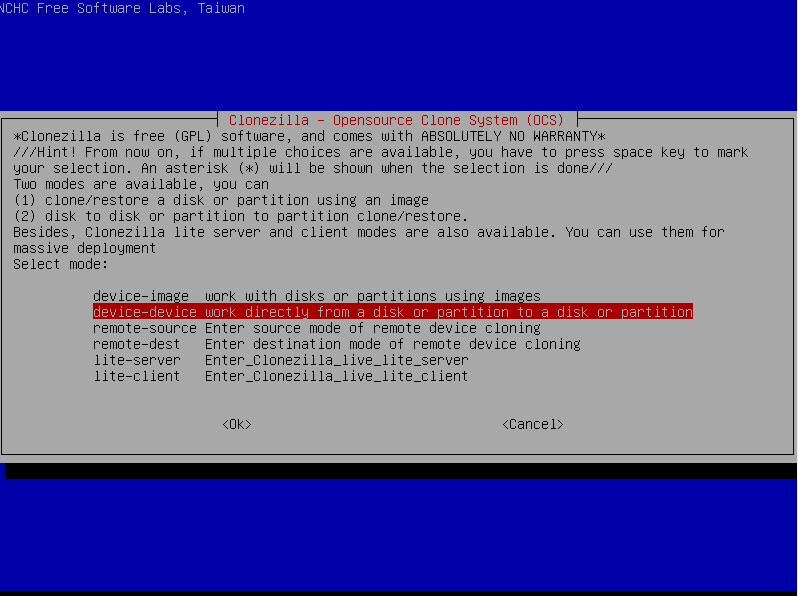 NCHC Free Software Labs, Taiwan
Clonezilla - Opensource Clone System (OCS)
*Clonezilla is free (GPL) software, and comes with ABSOLUTELY NO WARRANTY*
///Hint! From now on, if multiple choices are available, you have to press space key to mark
your selection. An asterisk (*) will be shown when the selection is done///
Two modes are available, you can
(1) clone/restore a disk or partition using an image
(2) disk to disk or partition to partition clone/restore.
Besides, Clonezilla lite server and client modes are also available. You can use them for
massive deployment
Select mode:
device-image work with disks or partitions using images
device-device work directly from a disk or partition to a disk or partition
remote-source Enter source mode of remote device cloning
remote-dest Enter destination mode of remote device cloning
lite-server Enter_Clonezilla_live_lite_server
lite-client Enter_Clonezilla_live_lite_client
<Ok> <Cancel>